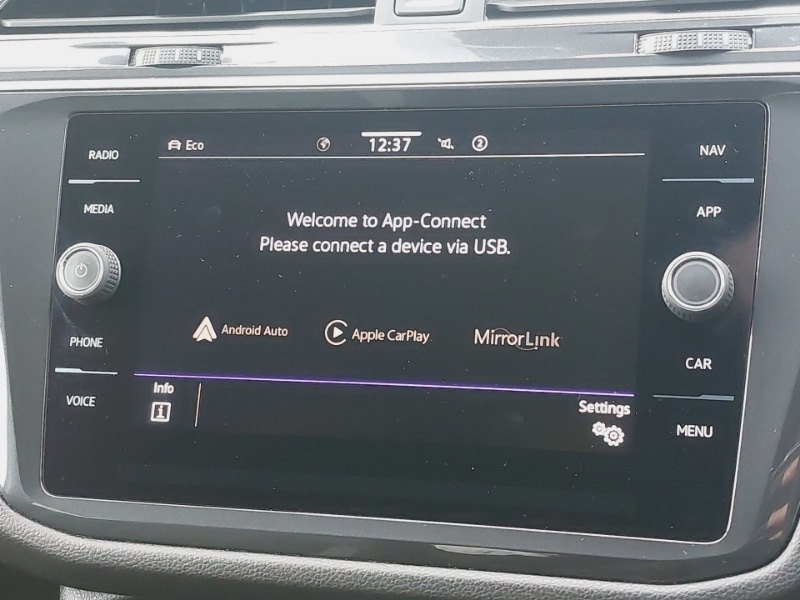 RADIO
MEDIA
PHONE
VOICE
Eco
12:37
2
Welcome to App-Connect
Please connect a device via USB.
Android Auto
Apple CarPlay
MirrorLink
Info
i
Settings
NAV
APP
CAR
MENU